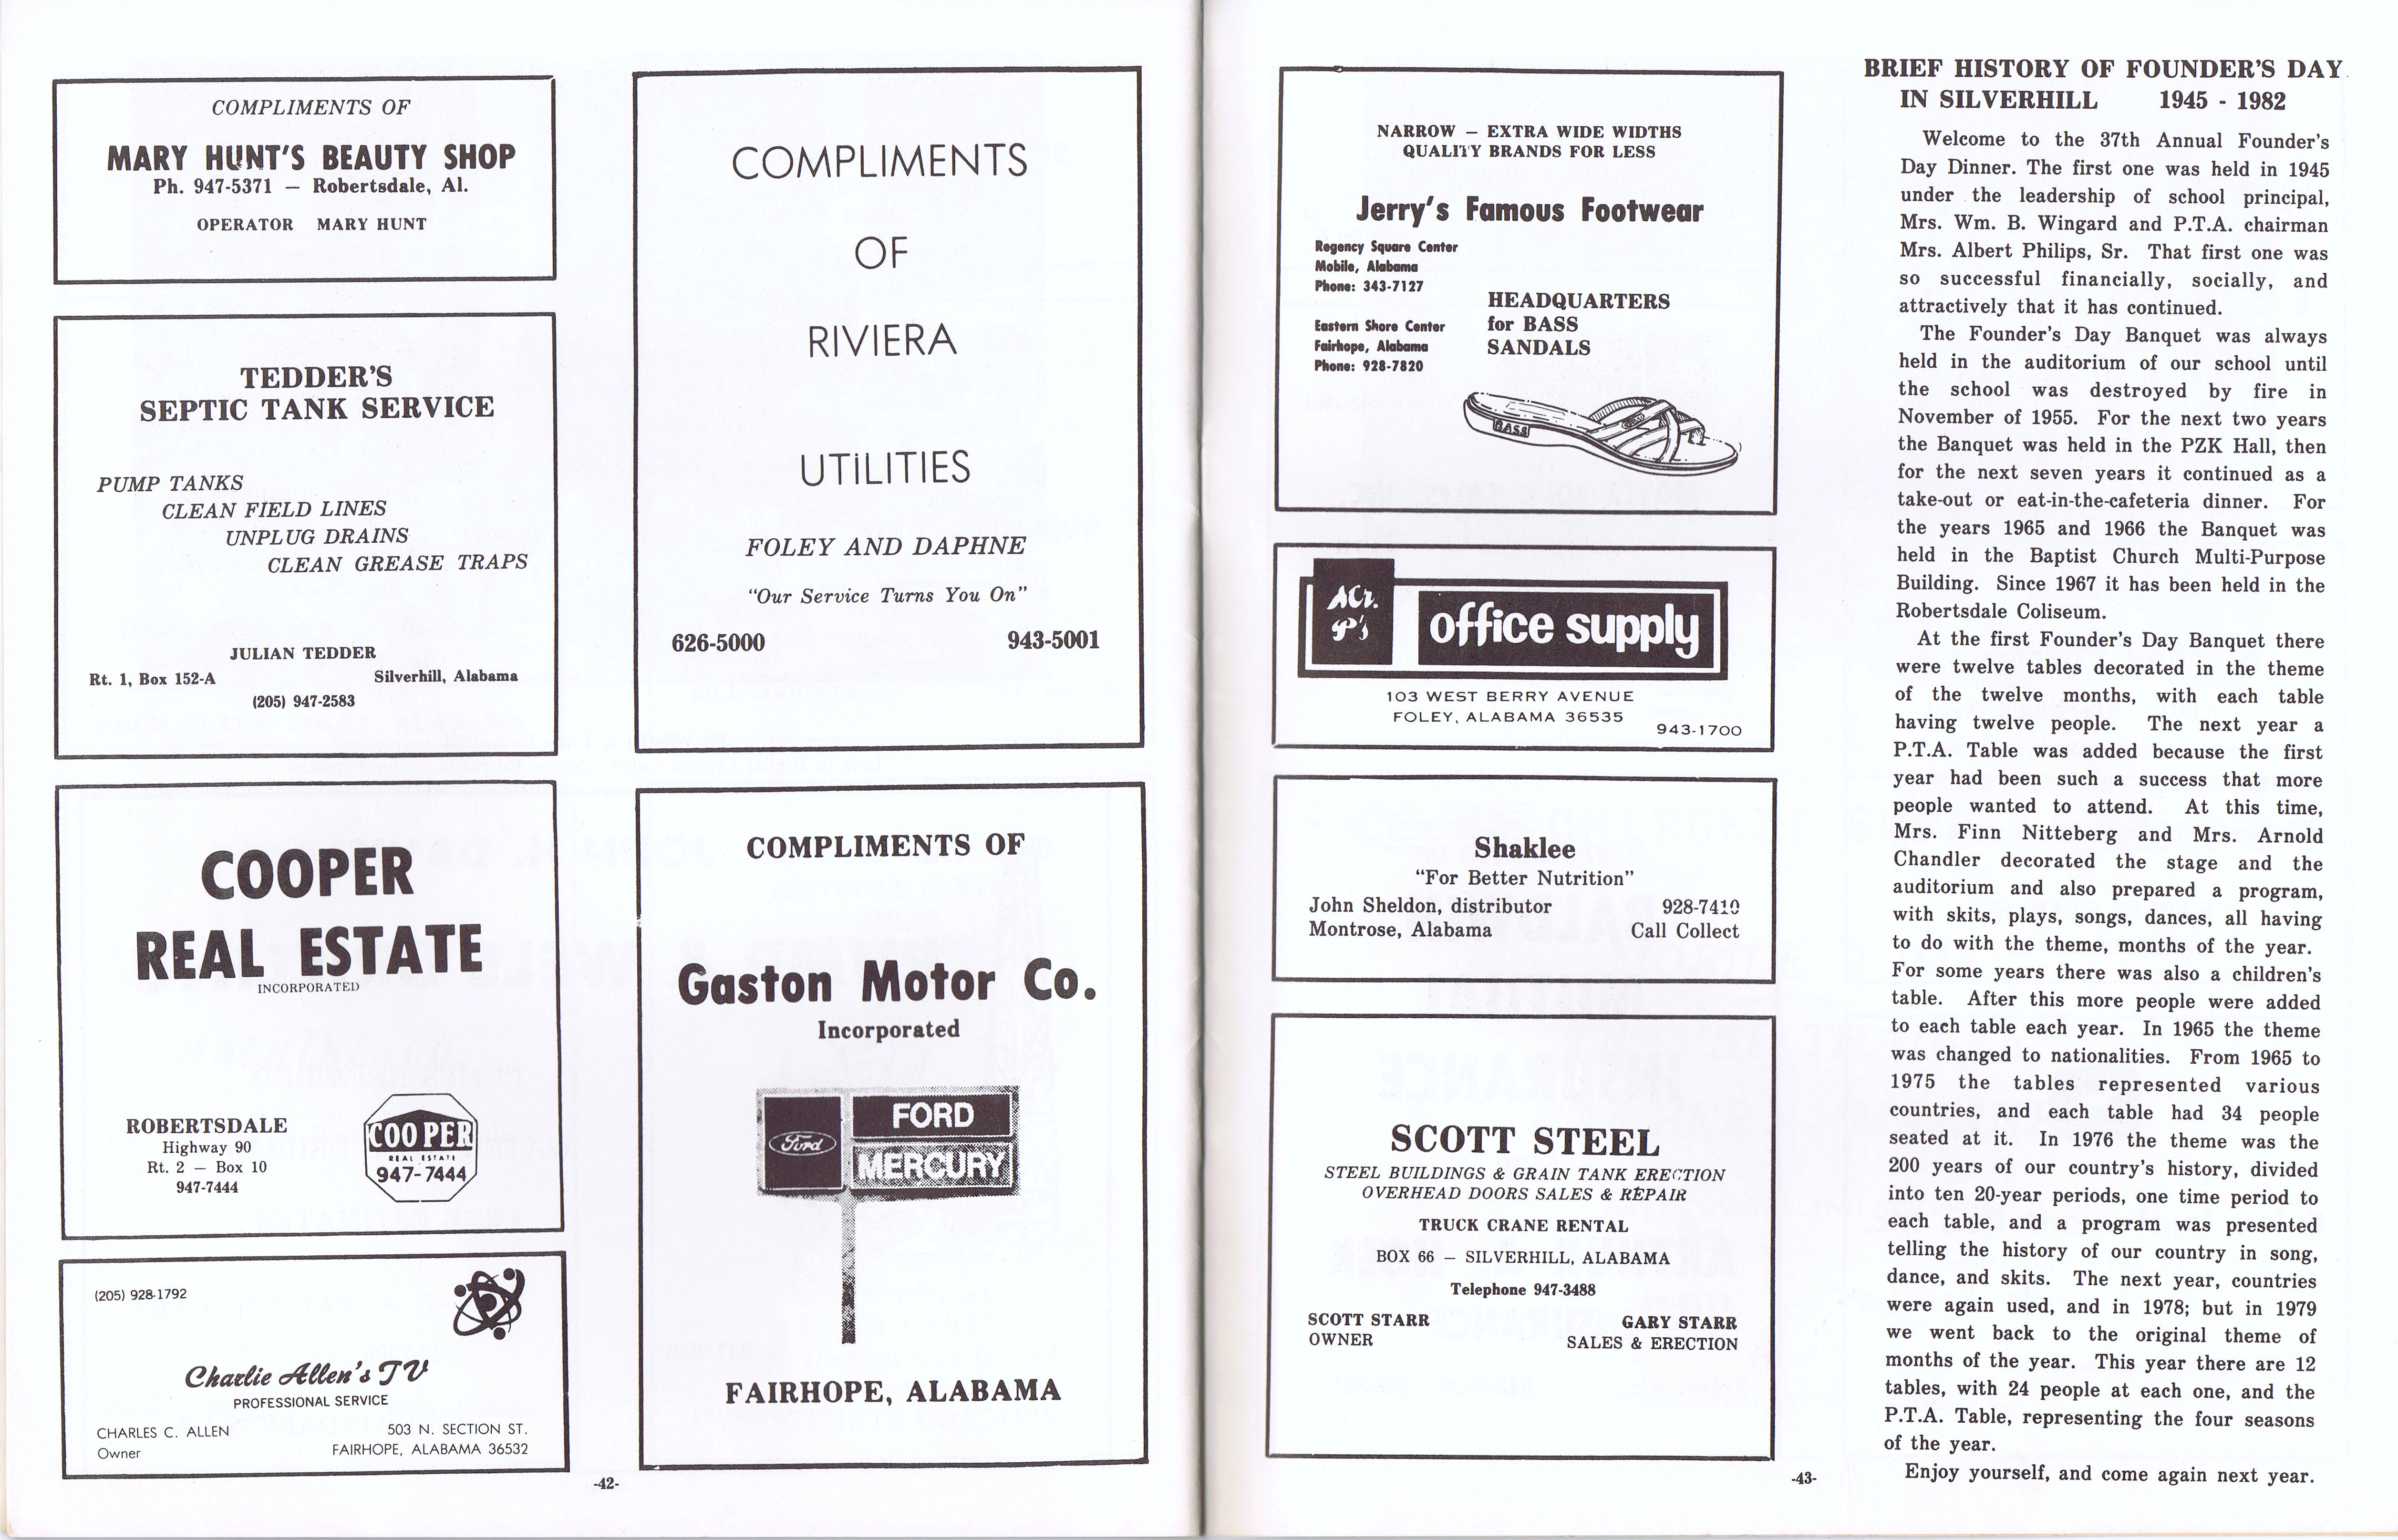 COMPLIMENTS OF
MARY HUNT'S BEAUTY SHOP
Ph. 947-5371 — Robertsdale, Al.
OPERATOR MARY HUNT
TEDDER'S
SEPTIC TANK SERVICE
PUMP TANKS
CLEAN FIELD LINES
UNPLUG DRAINS
CLEAN GREASE TRAPS
JULIAN TEDDER
Rt. 1, Box 152-A Silverhill, Alabama
(205) 947-2583
COOPER
REAL ESTATE
INCORPORATED
ROBERTSDALE
Highway 90
Rt. 2 — Box 10
947-7444
COOPER
REAL ESTATE
947-7444
(205) 928-1792
Charlie Allen's TV
PROFESSIONAL SERVICE
CHARLES C. ALLEN 503 N. SECTION ST.
Owner FAIRHOPE, ALABAMA 36532
COMPLIMENTS
OF
RIVIERA
UTILITIES
FOLEY AND DAPHNE
"Our Service Turns You On"
626-5000 943-5001
COMPLIMENTS OF
Gaston Motor Co.
Incorporated
Ford
FORD
MERCURY
FAIRHOPE, ALABAMA
-42-
NARROW — EXTRA WIDE WIDTHS
QUALITY BRANDS FOR LESS
Jerry's Famous Footwear
Regency Square Center
Mobile, Alabama
Phone: 343-7127
Eastern Shore Center
Fairhope, Alabama
Phone: 928-7820
HEADQUARTERS
for BASS
SANDALS
BASS
office supply
103 WEST BERRY AVENUE
FOLEY, ALABAMA 36535
943-1700
Shaklee
"For Better Nutrition"
John Sheldon, distributor 928-7410
Montrose, Alabama Call Collect
SCOTT STEEL
STEEL BUILDINGS & GRAIN TANK ERECTION
OVERHEAD DOORS SALES & REPAIR
TRUCK CRANE RENTAL
BOX 66 — SILVERHILL, ALABAMA
Telephone 947-3488
SCOTT STARR GARY STARR
OWNER SALES & ERECTION
-43-
BRIEF HISTORY OF FOUNDER'S DAY
IN SILVERHILL 1945 - 1982
Welcome to the 37th Annual Founder's
Day Dinner. The first one was held in 1945
under the leadership of school principal,
Mrs. Wm. B. Wingard and P.T.A. chairman
Mrs. Albert Philips, Sr. That first one was
so successful financially, socially, and
attractively that it has continued.
The Founder's Day Banquet was always
held in the auditorium of our school until
the school was destroyed by fire in
November of 1955. For the next two years
the Banquet was held in the PZK Hall, then
for the next seven years it continued as a
take-out or eat-in-the-cafeteria dinner. For
the years 1965 and 1966 the Banquet was
held in the Baptist Church Multi-Purpose
Building. Since 1967 it has been held in the
Robertsdale Coliseum.
At the first Founder's Day Banquet there
were twelve tables decorated in the theme
of the twelve months, with each table
having twelve people. The next year a
P.T.A. Table was added because the first
year had been such a success that more
people wanted to attend. At this time,
Mrs. Finn Nitteberg and Mrs. Arnold
Chandler decorated the stage and the
auditorium and also prepared a program,
with skits, plays, songs, dances, all having
to do with the theme, months of the year.
For some years there was also a children's
table. After this more people were added
to each table each year. In 1965 the theme
was changed to nationalities. From 1965 to
1975 the tables represented various
countries, and each table had 34 people
seated at it. In 1976 the theme was the
200 years of our country's history, divided
into ten 20-year periods, one time period to
each table, and a program was presented
telling the history of our country in song,
dance, and skits. The next year, countries
were again used, and in 1978; but in 1979
we went back to the original theme of
months of the year. This year there are 12
tables, with 24 people at each one, and the
P.T.A. Table, representing the four seasons
of the year.
Enjoy yourself, and come again next year.